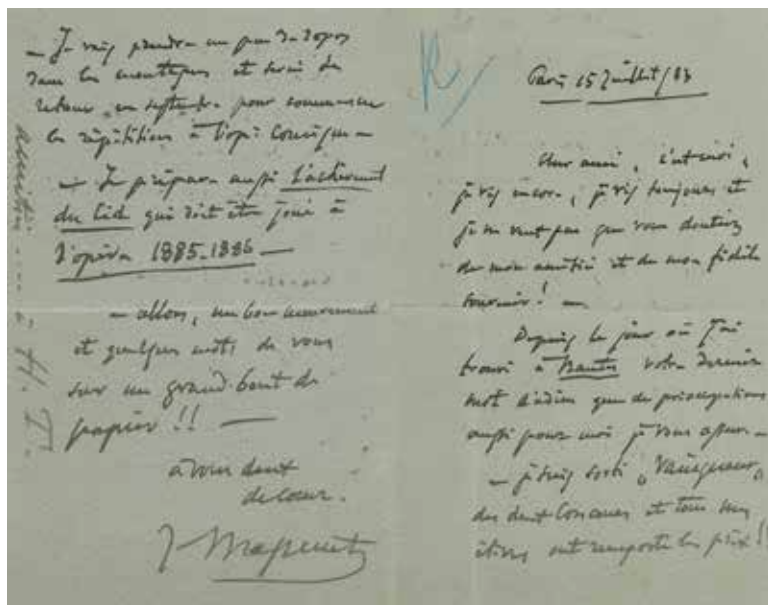 Paris 15 Juillet/83
cher ami, c'est moi,
je vis encore, je vis toujours et
je ne veut pas que vous doutiez
de mon amitié et de mon fidèle
souvenir! —
Depuis le jour où j'ai
trouvé à Nantes votre dernier
mot d'adieu que de préoccupations
aussi pour moi je vous assure —
— je suis sorti "vainqueur"
des deux Concours et tous mes
élèves ont remporté les prix!!
— Je vais prendre un peu de repos
dans les montagnes et serai de
retour en septembre pour commencer
les répétitions à l'opéra Comique —
— Je prépare aussi l'achèvement
du Cid qui doit être joué à
l'opéra 1885-1886 —
— allons, un bon
et quelques mots de vous
sur un grand bout de
papier!! —
à vous deux
de cœur.
J Massenet
à H. T.